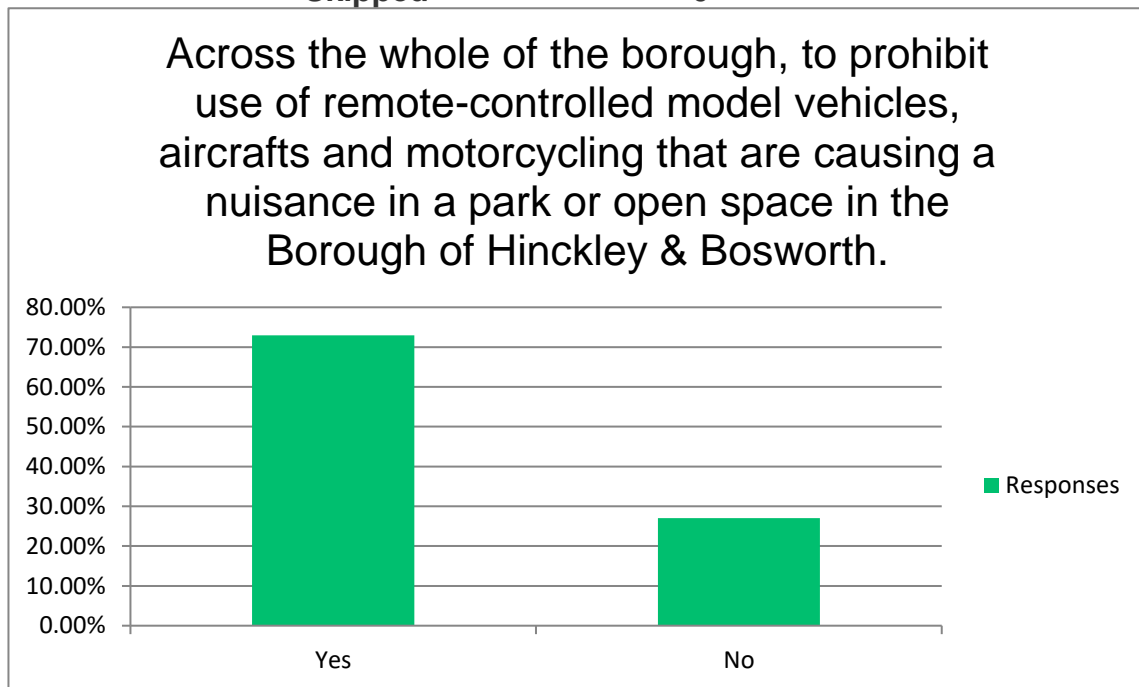 Across the whole of the borough, to prohibit
use of remote-controlled model vehicles,
aircrafts and motorcycling that are causing a
nuisance in a park or open space in the
Borough of Hinckley & Bosworth.
80.00%
70.00%
60.00%
50.00%
40.00%
30.00%
20.00%
10.00%
0.00%
Yes No
Responses